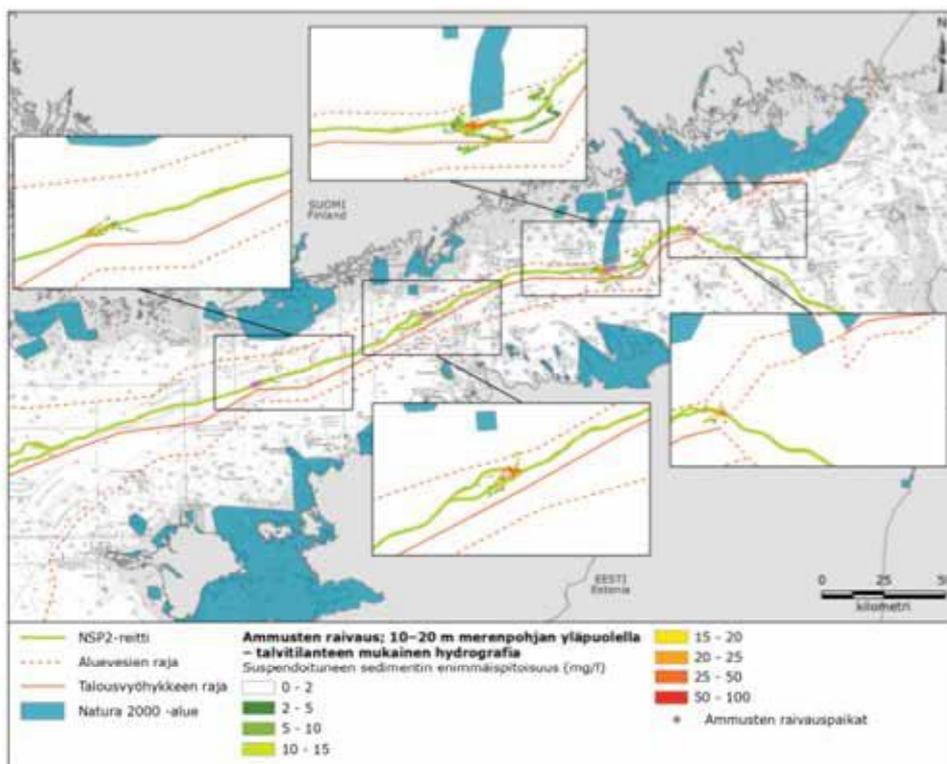 N
SUOMI
Finland
EESTI
Estonia
0 25 50
kilometri
NSP2-reitti
Aluevesien raja
Talousvyöhykkeen raja
Natura 2000 -alue
Ammusten raivaus; 10–20 m merenpohjan yläpuolella
– talvitilanteen mukainen hydrografia
Suspendoituneen sedimentin enimmäispitoisuus (mg/l)
0 - 2
2 - 5
5 - 10
10 - 15
15 - 20
20 - 25
25 - 50
50 - 100
Ammusten raivauspaikat